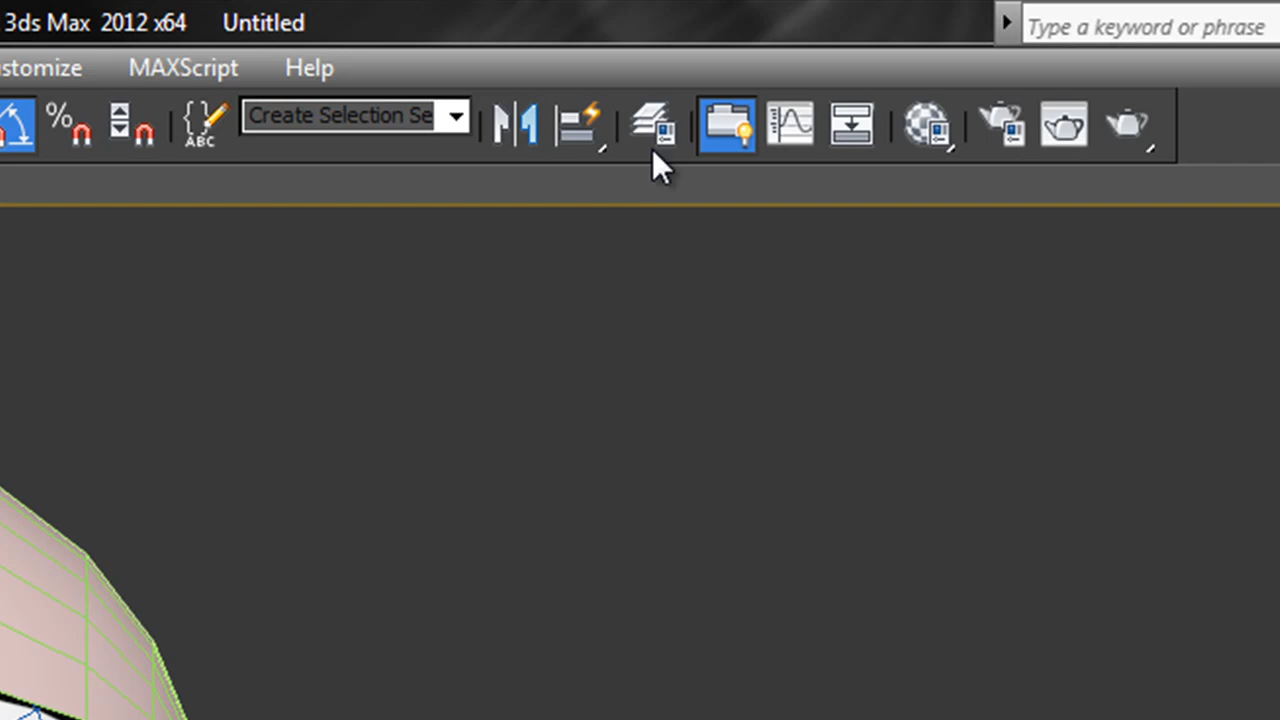 3ds Max 2012 x64 Untitled
Type a keyword or phrase
stomize MAXScript Help
% ABC Create Selection Se